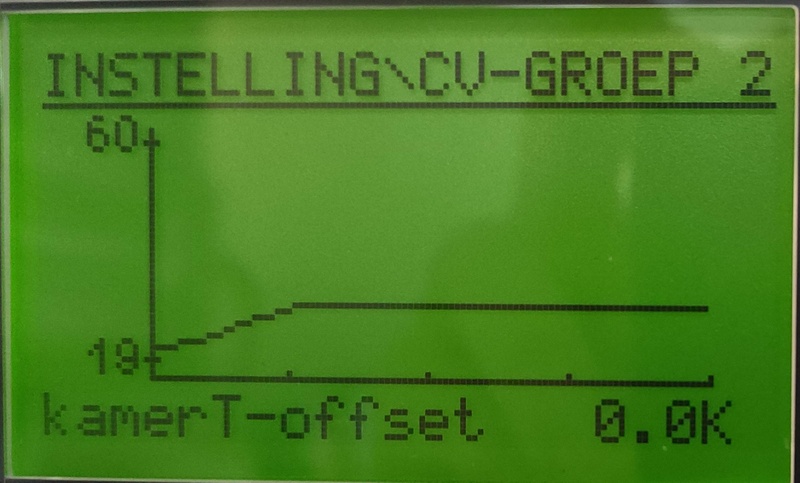 INSTELLING\CV-GROEP 2
60
19
kamerT-offset 0.0K